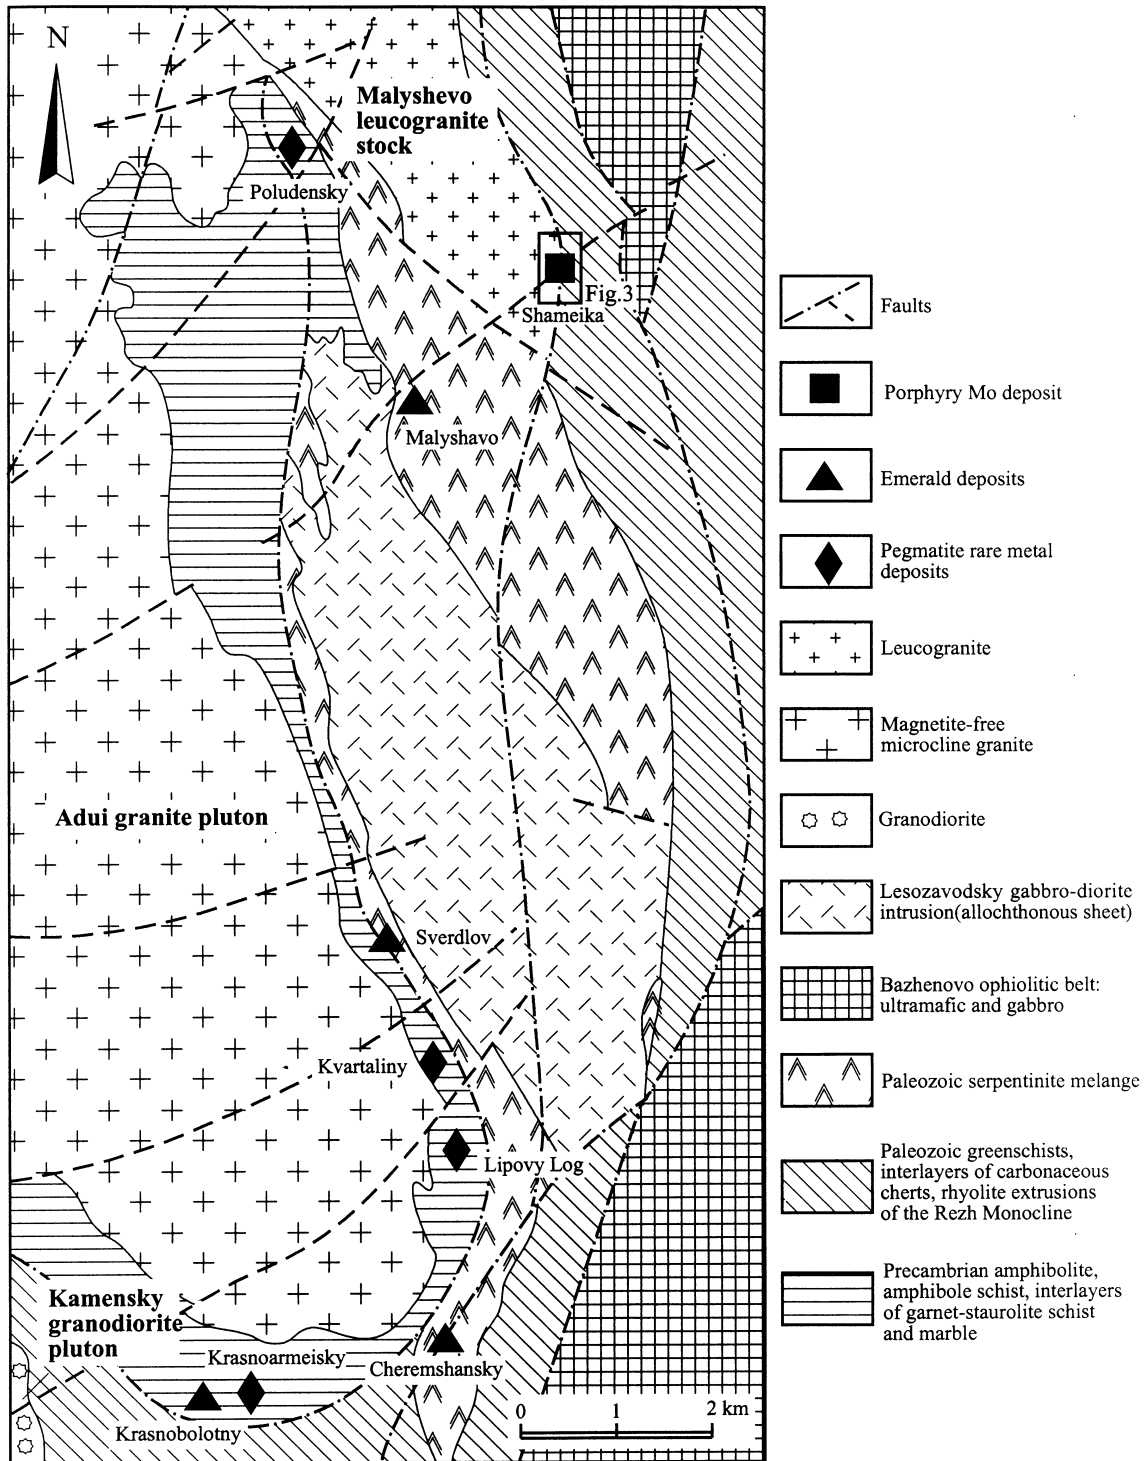 N
Malyshevo
leucogranite
stock
Poludensky
Fig.3
Shameika
Malyshavo
Adui granite pluton
Sverdlov
Kvartaliny
Lipovy Log
Kamensky
granodiorite
pluton
Krasnoarmeisky
Cheremshansky
Krasnobolotny
0 1 2 km
Faults
Porphyry Mo deposit
Emerald deposits
Pegmatite rare metal
deposits
Leucogranite
Magnetite-free
microcline granite
Granodiorite
Lesozavodsky gabbro-diorite
intrusion(allochthonous sheet)
Bazhenovo ophiolitic belt:
ultramafic and gabbro
Paleozoic serpentinite melange
Paleozoic greenschists,
interlayers of carbonaceous
cherts, rhyolite extrusions
of the Rezh Monocline
Precambrian amphibolite,
amphibole schist, interlayers
of garnet-staurolite schist
and marble